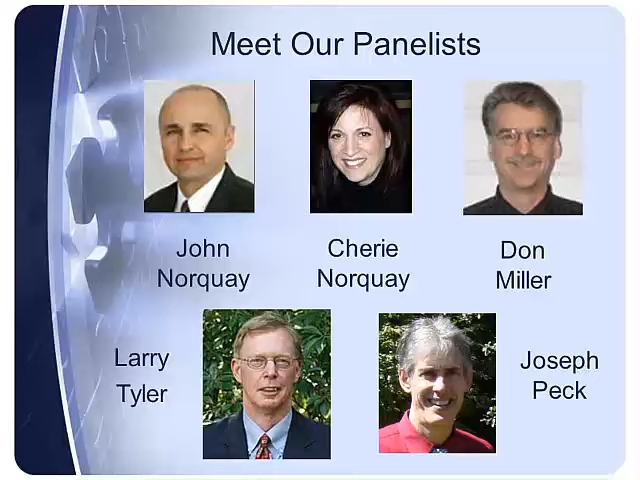 Meet Our Panelists
John
Norquay
Cherie
Norquay
Don
Miller
Larry
Tyler
Joseph
Peck